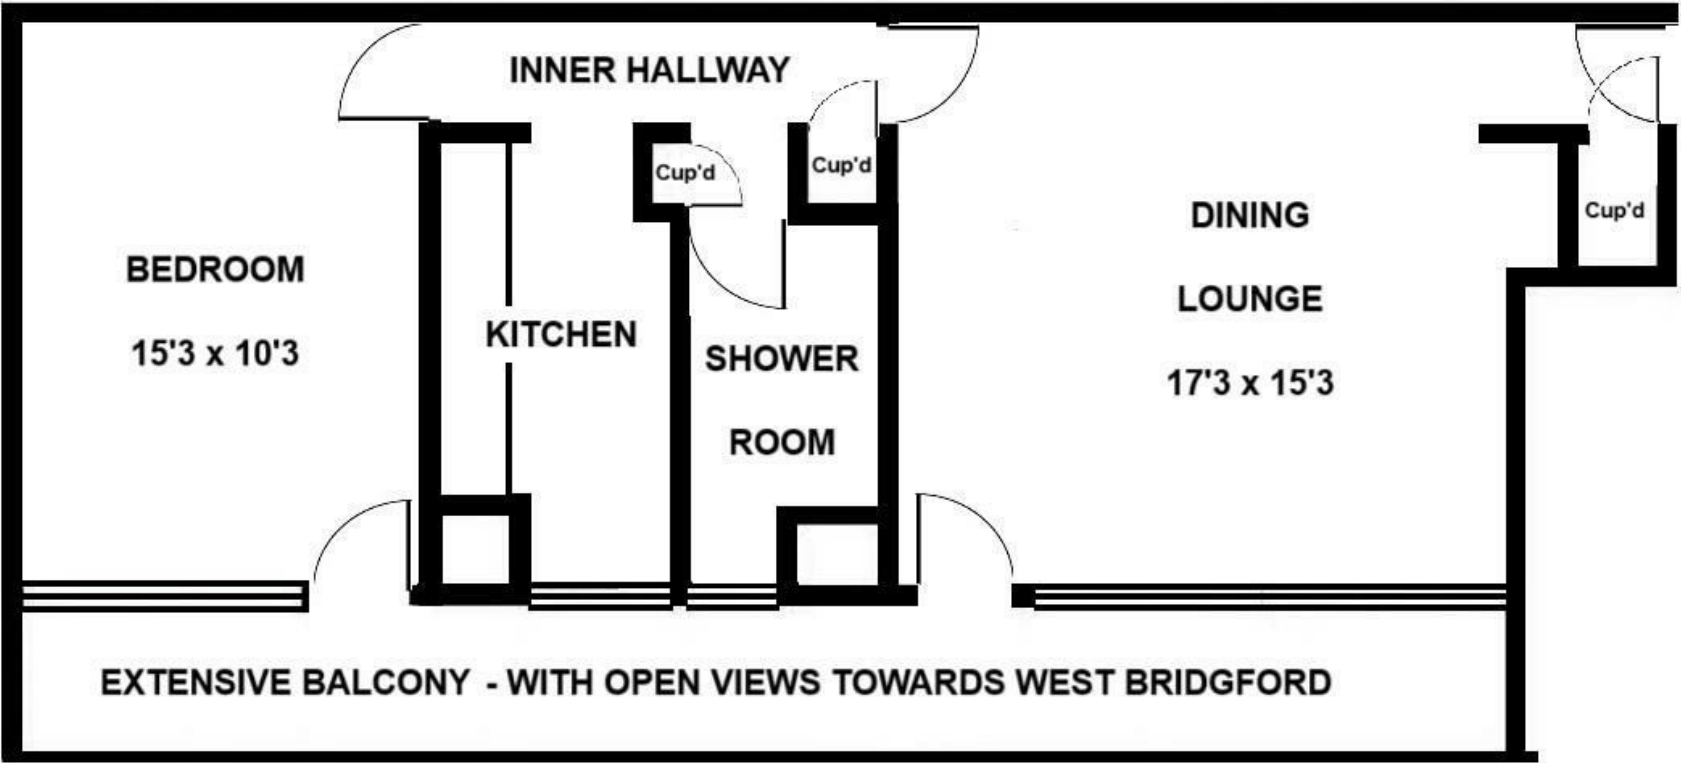 INNER HALLWAY
Cup'd
Cup'd
Cup'd
BEDROOM
15'3 x 10'3
KITCHEN
SHOWER
ROOM
DINING
LOUNGE
17'3 x 15'3
EXTENSIVE BALCONY - WITH OPEN VIEWS TOWARDS WEST BRIDGFORD